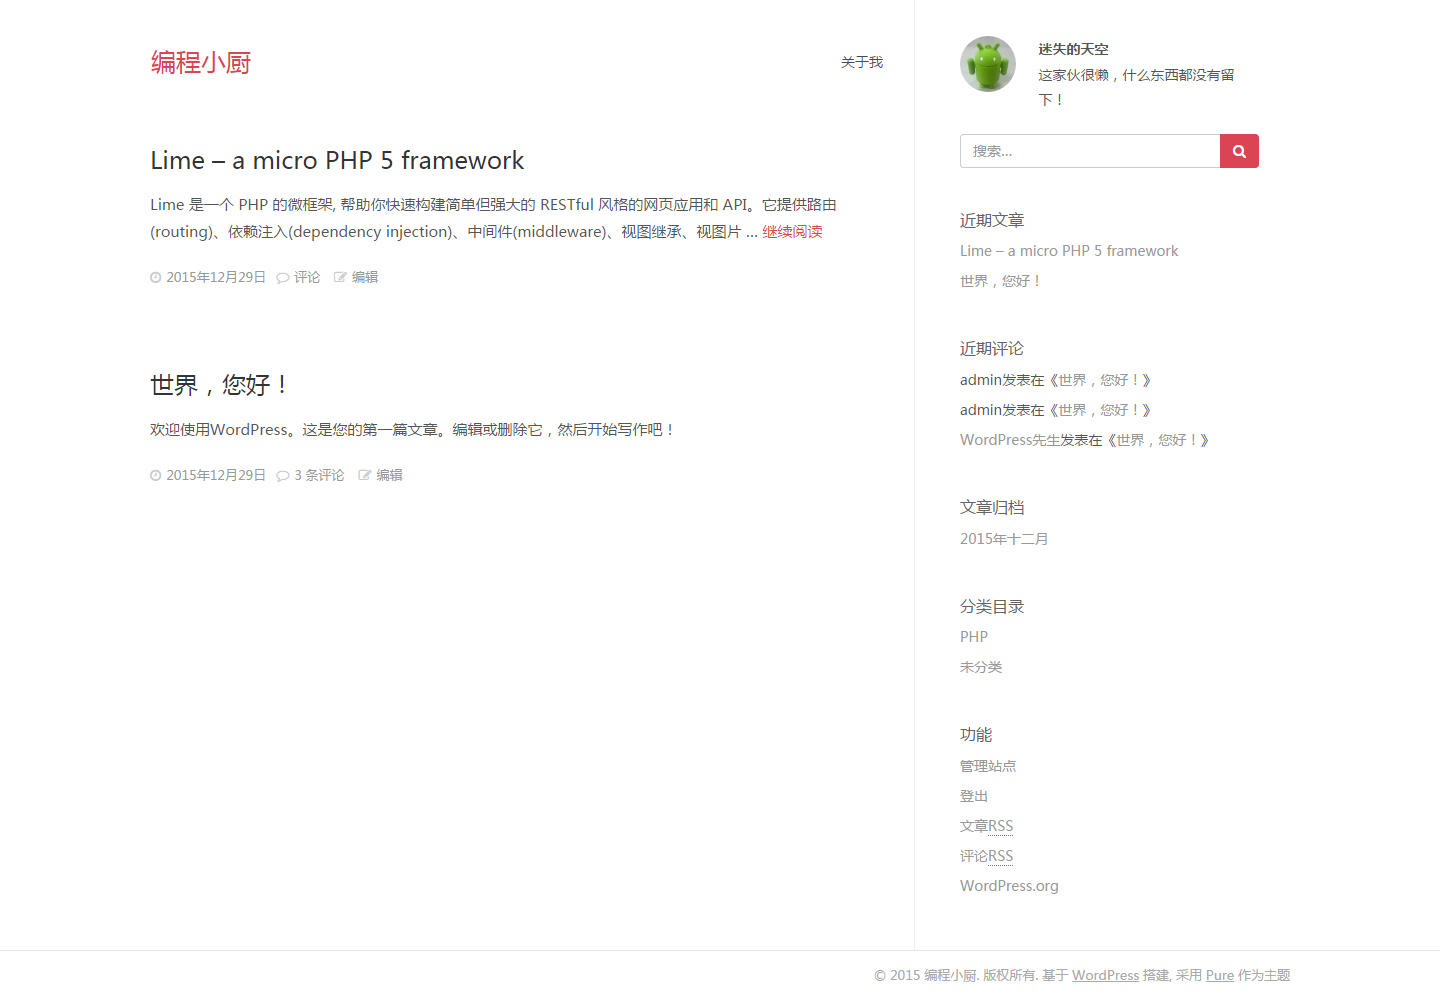 编程小厨
关于我
Lime – a micro PHP 5 framework
Lime 是一个 PHP 的微框架, 帮助你快速构建简单但强大的 RESTful 风格的网页应用和 API。它提供路由
(routing)、依赖注入(dependency injection)、中间件(middleware)、视图继承、视图片 ... 继续阅读
2015年12月29日 评论 编辑
世界，您好！
欢迎使用WordPress。这是您的第一篇文章。编辑或删除它，然后开始写作吧！
2015年12月29日 3 条评论 编辑
迷失的天空
这家伙很懒，什么东西都没有留
下！
搜索...
近期文章
Lime – a micro PHP 5 framework
世界，您好！
近期评论
admin发表在《世界，您好！》
admin发表在《世界，您好！》
WordPress先生发表在《世界，您好！》
文章归档
2015年十二月
分类目录
PHP
未分类
功能
管理站点
登出
文章RSS
评论RSS
WordPress.org
© 2015 编程小厨. 版权所有. 基于 WordPress 搭建, 采用 Pure 作为主题